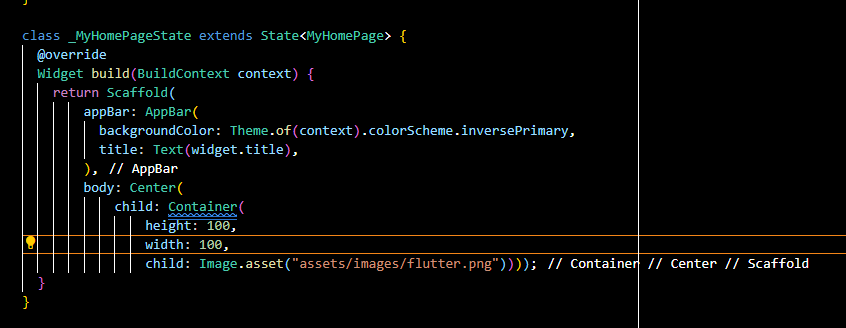 }
class _MyHomePageState extends State<MyHomePage> {
  @override
  Widget build(BuildContext context) {
    return Scaffold(
        appBar: AppBar(
          backgroundColor: Theme.of(context).colorScheme.inversePrimary,
          title: Text(widget.title),
        ), // AppBar
        body: Center(
            child: Container(
                height: 100,
                width: 100,
                child: Image.asset("assets/images/flutter.png")))); // Container // Center // Scaffold
  }
}